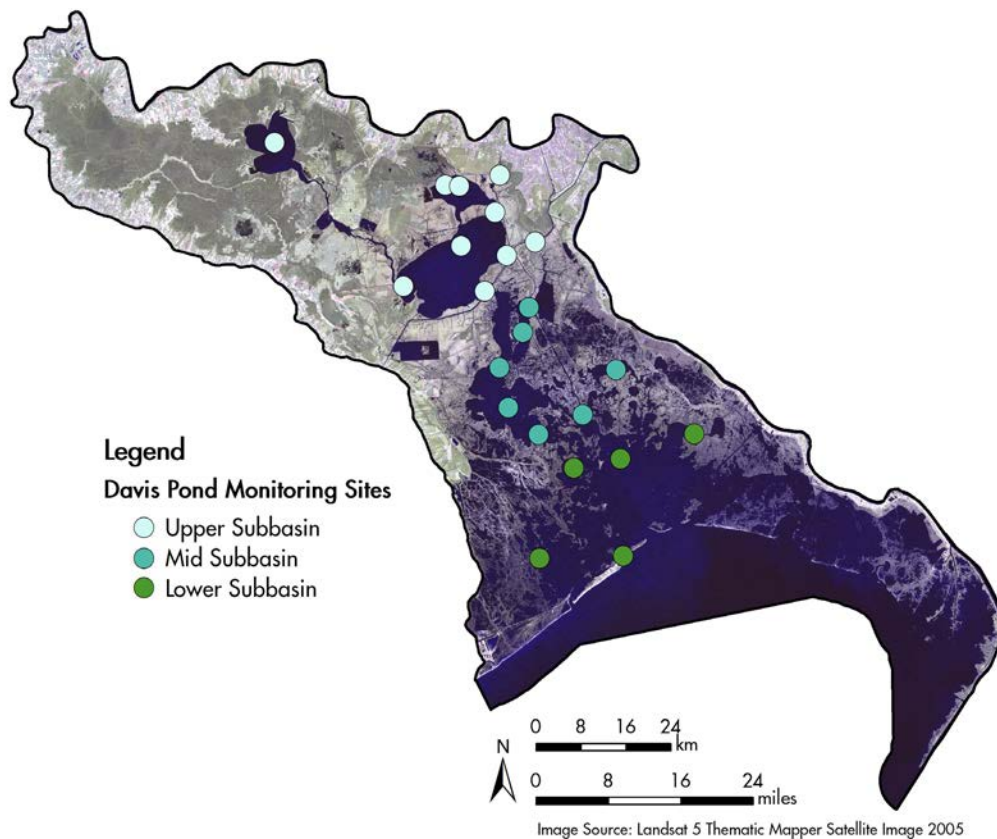 Legend
Davis Pond Monitoring Sites
Upper Subbasin
Mid Subbasin
Lower Subbasin
0 8 16 24
km
N
0 8 16 24
miles
Image Source: Landsat 5 Thematic Mapper Satellite Image 2005